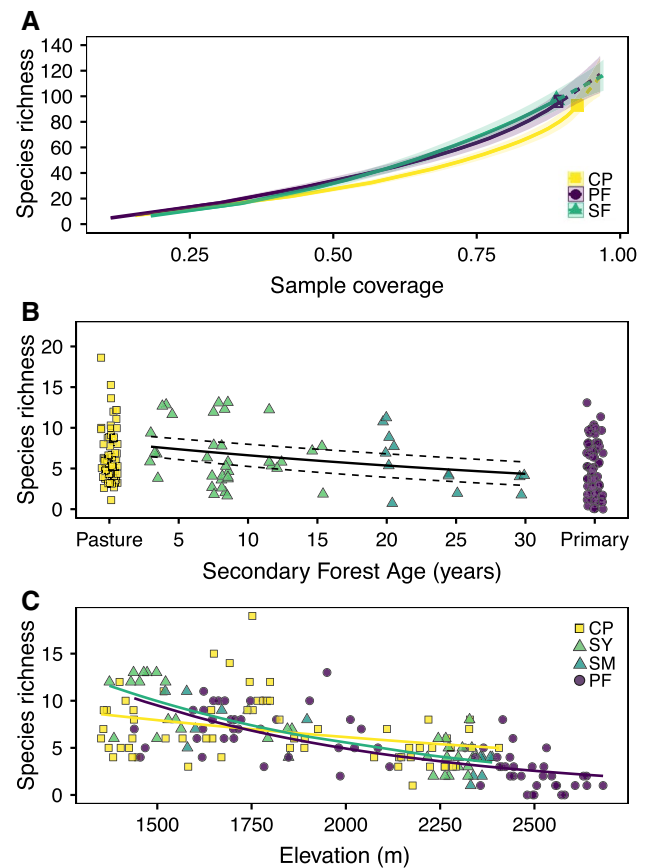 A
Species richness
140
120
100
80
60
40
20
0
CP
PF
SF
0.25 0.50 0.75 1.00
Sample coverage
B
Species richness
20
15
10
5
0
Pasture 5 10 15 20 25 30 Primary
Secondary Forest Age (years)
C
Species richness
15
10
5
0
CP
SY
SM
PF
1500 1750 2000 2250 2500
Elevation (m)